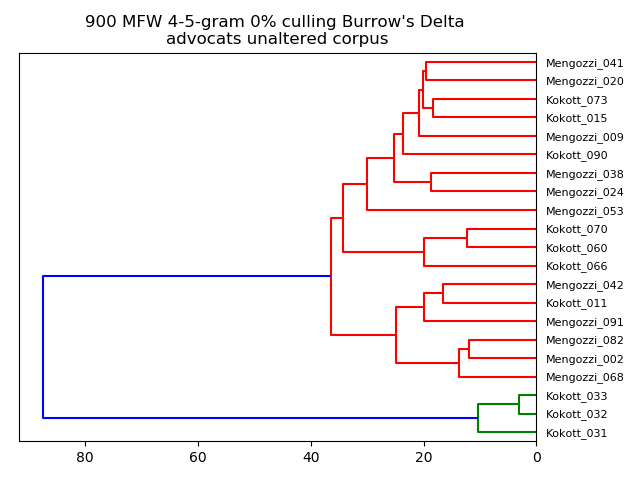 900 MFW 4-5-gram 0% culling Burrow's Delta
advocats unaltered corpus
Mengozzi_041
Mengozzi_020
Kokott_073
Kokott_015
Mengozzi_009
Kokott_090
Mengozzi_038
Mengozzi_024
Mengozzi_053
Kokott_070
Kokott_060
Kokott_066
Mengozzi_042
Kokott_011
Mengozzi_091
Mengozzi_082
Mengozzi_002
Mengozzi_068
Kokott_033
Kokott_032
Kokott_031
80 60 40 20 0